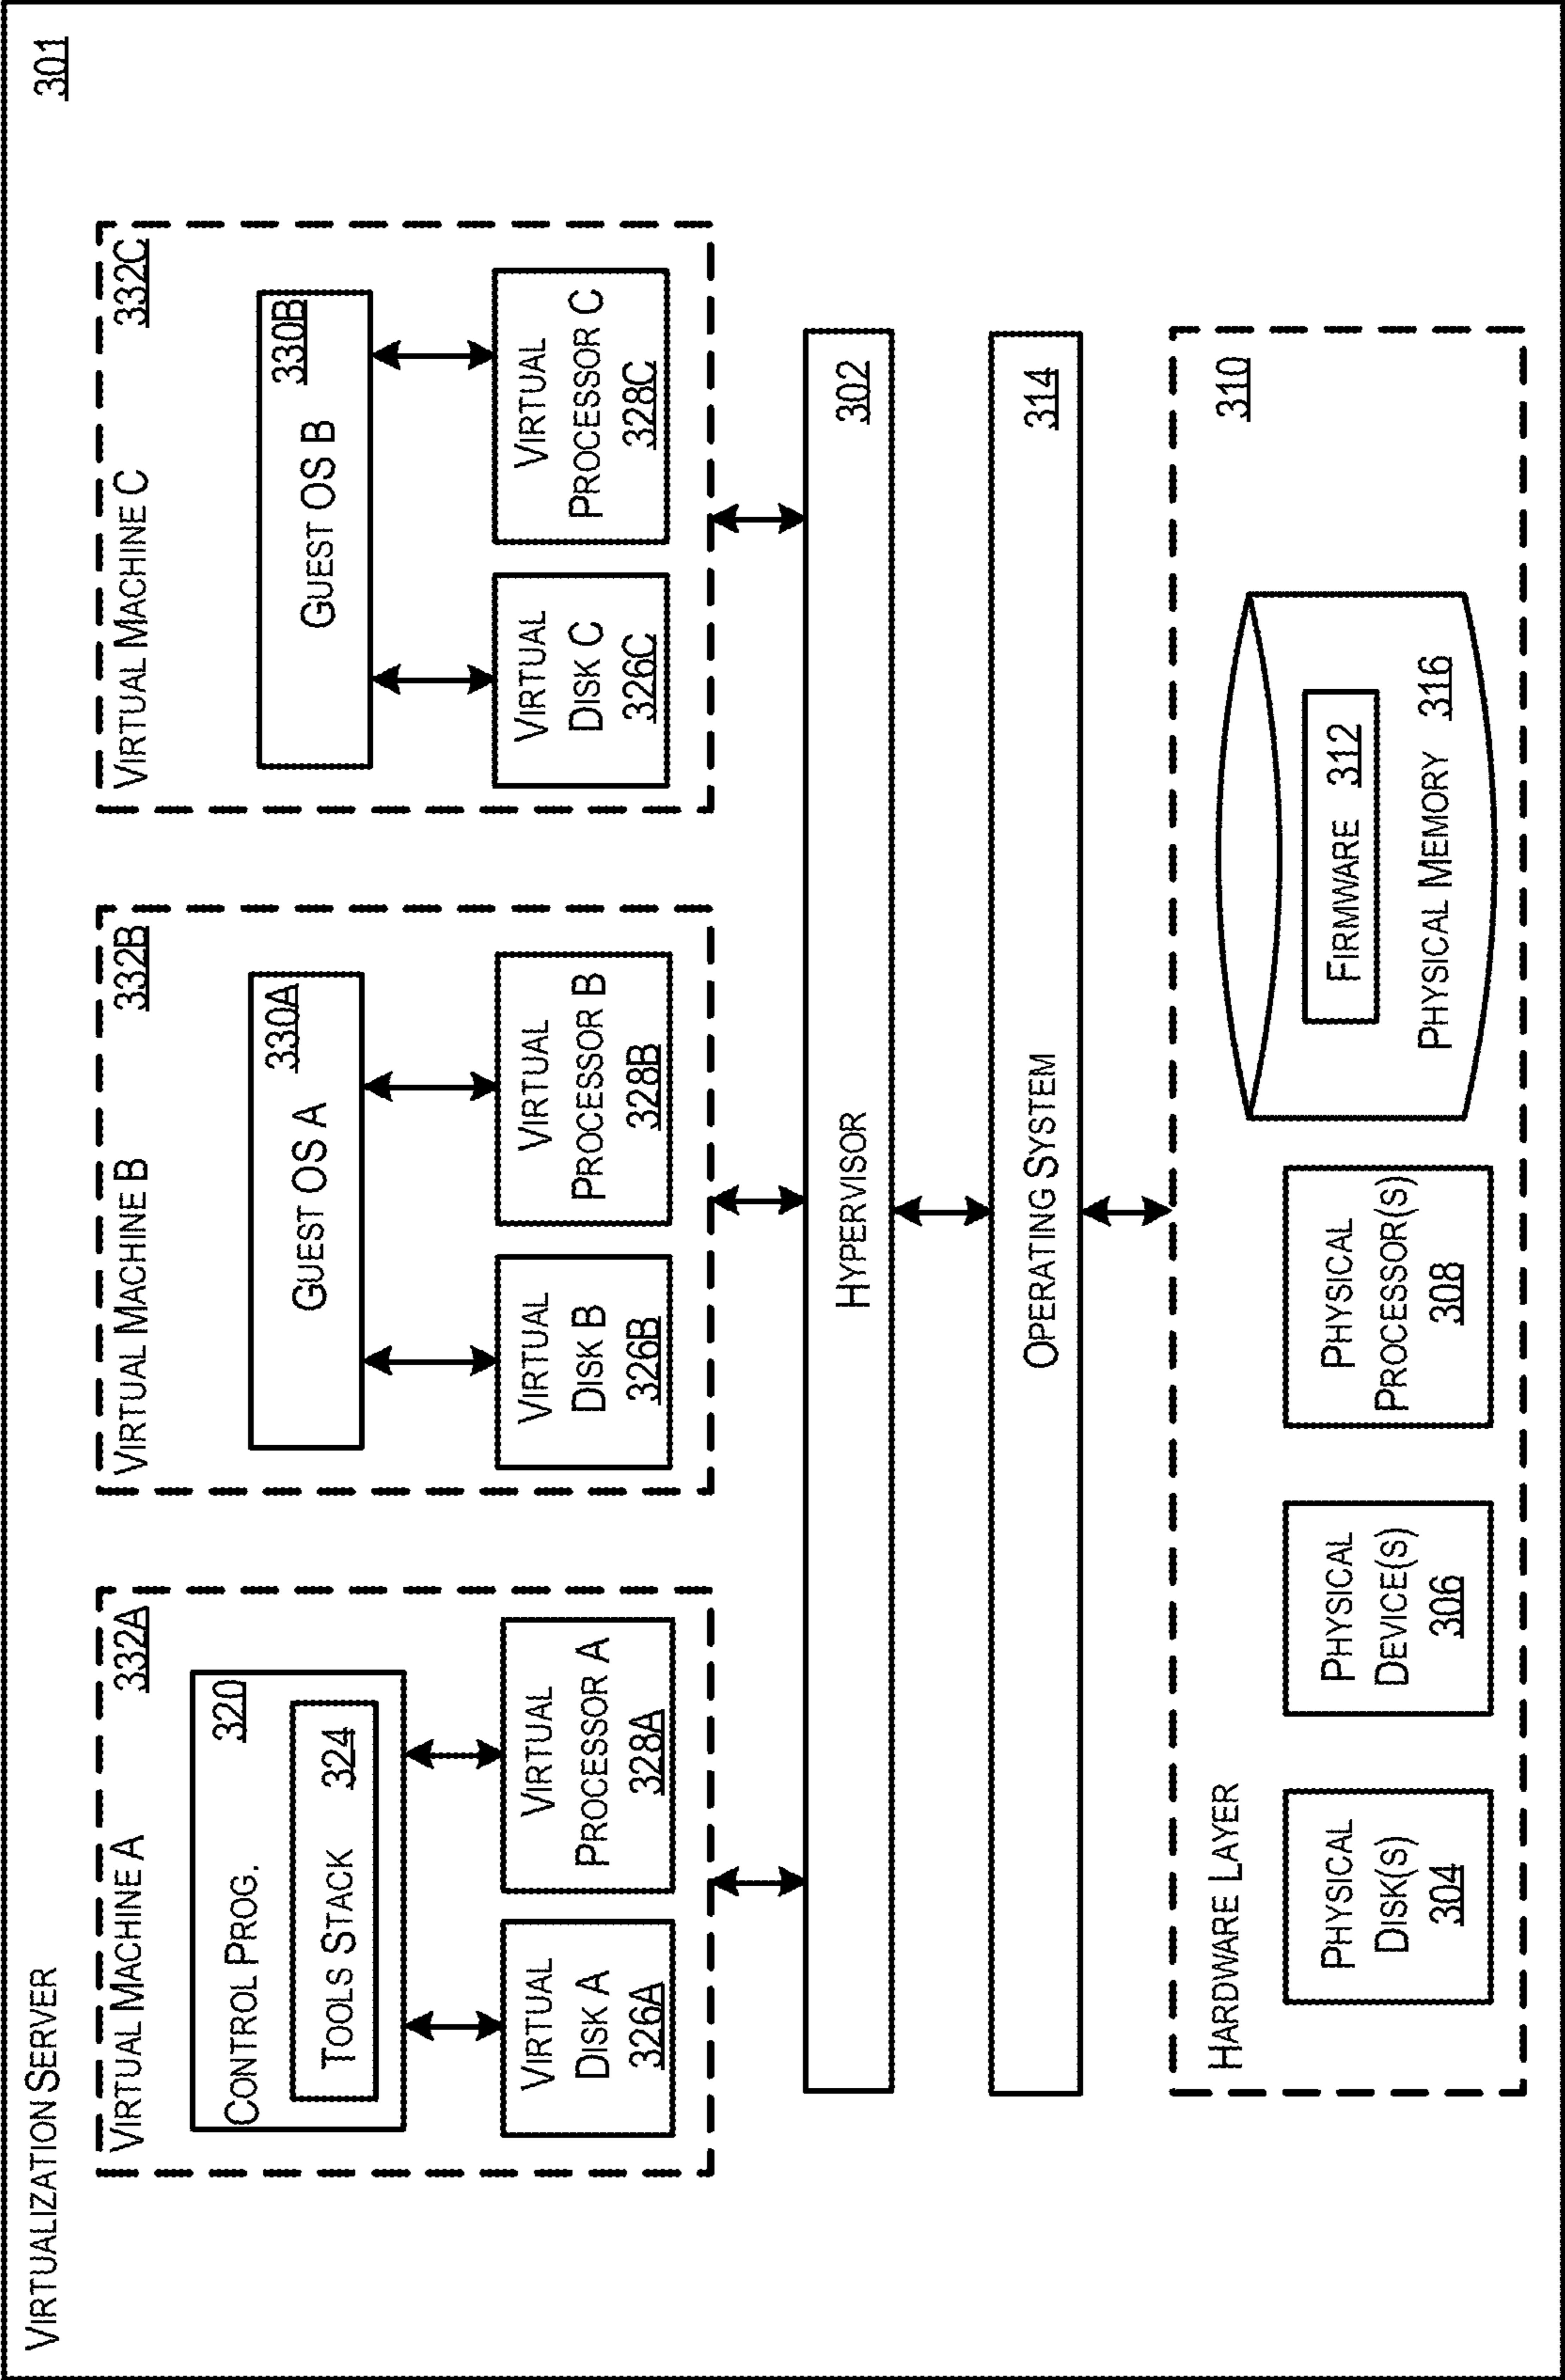 VIRTUALIZATION SERVER
301
VIRTUAL MACHINE A
332A
CONTROL PROG.
320
TOOLS STACK 324
VIRTUAL
DISK A
326A
VIRTUAL
PROCESSOR A
328A
VIRTUAL MACHINE B
332B
330A
GUEST OS A
VIRTUAL
DISK B
326B
VIRTUAL
PROCESSOR B
328B
VIRTUAL MACHINE C
332C
330B
GUEST OS B
VIRTUAL
DISK C
326C
VIRTUAL
PROCESSOR C
328C
HYPERVISOR
302
OPERATING SYSTEM
314
HARDWARE LAYER
310
PHYSICAL
DISK(S)
304
PHYSICAL
DEVICE(S)
306
PHYSICAL
PROCESSOR(S)
308
FIRMWARE 312
PHYSICAL MEMORY 316